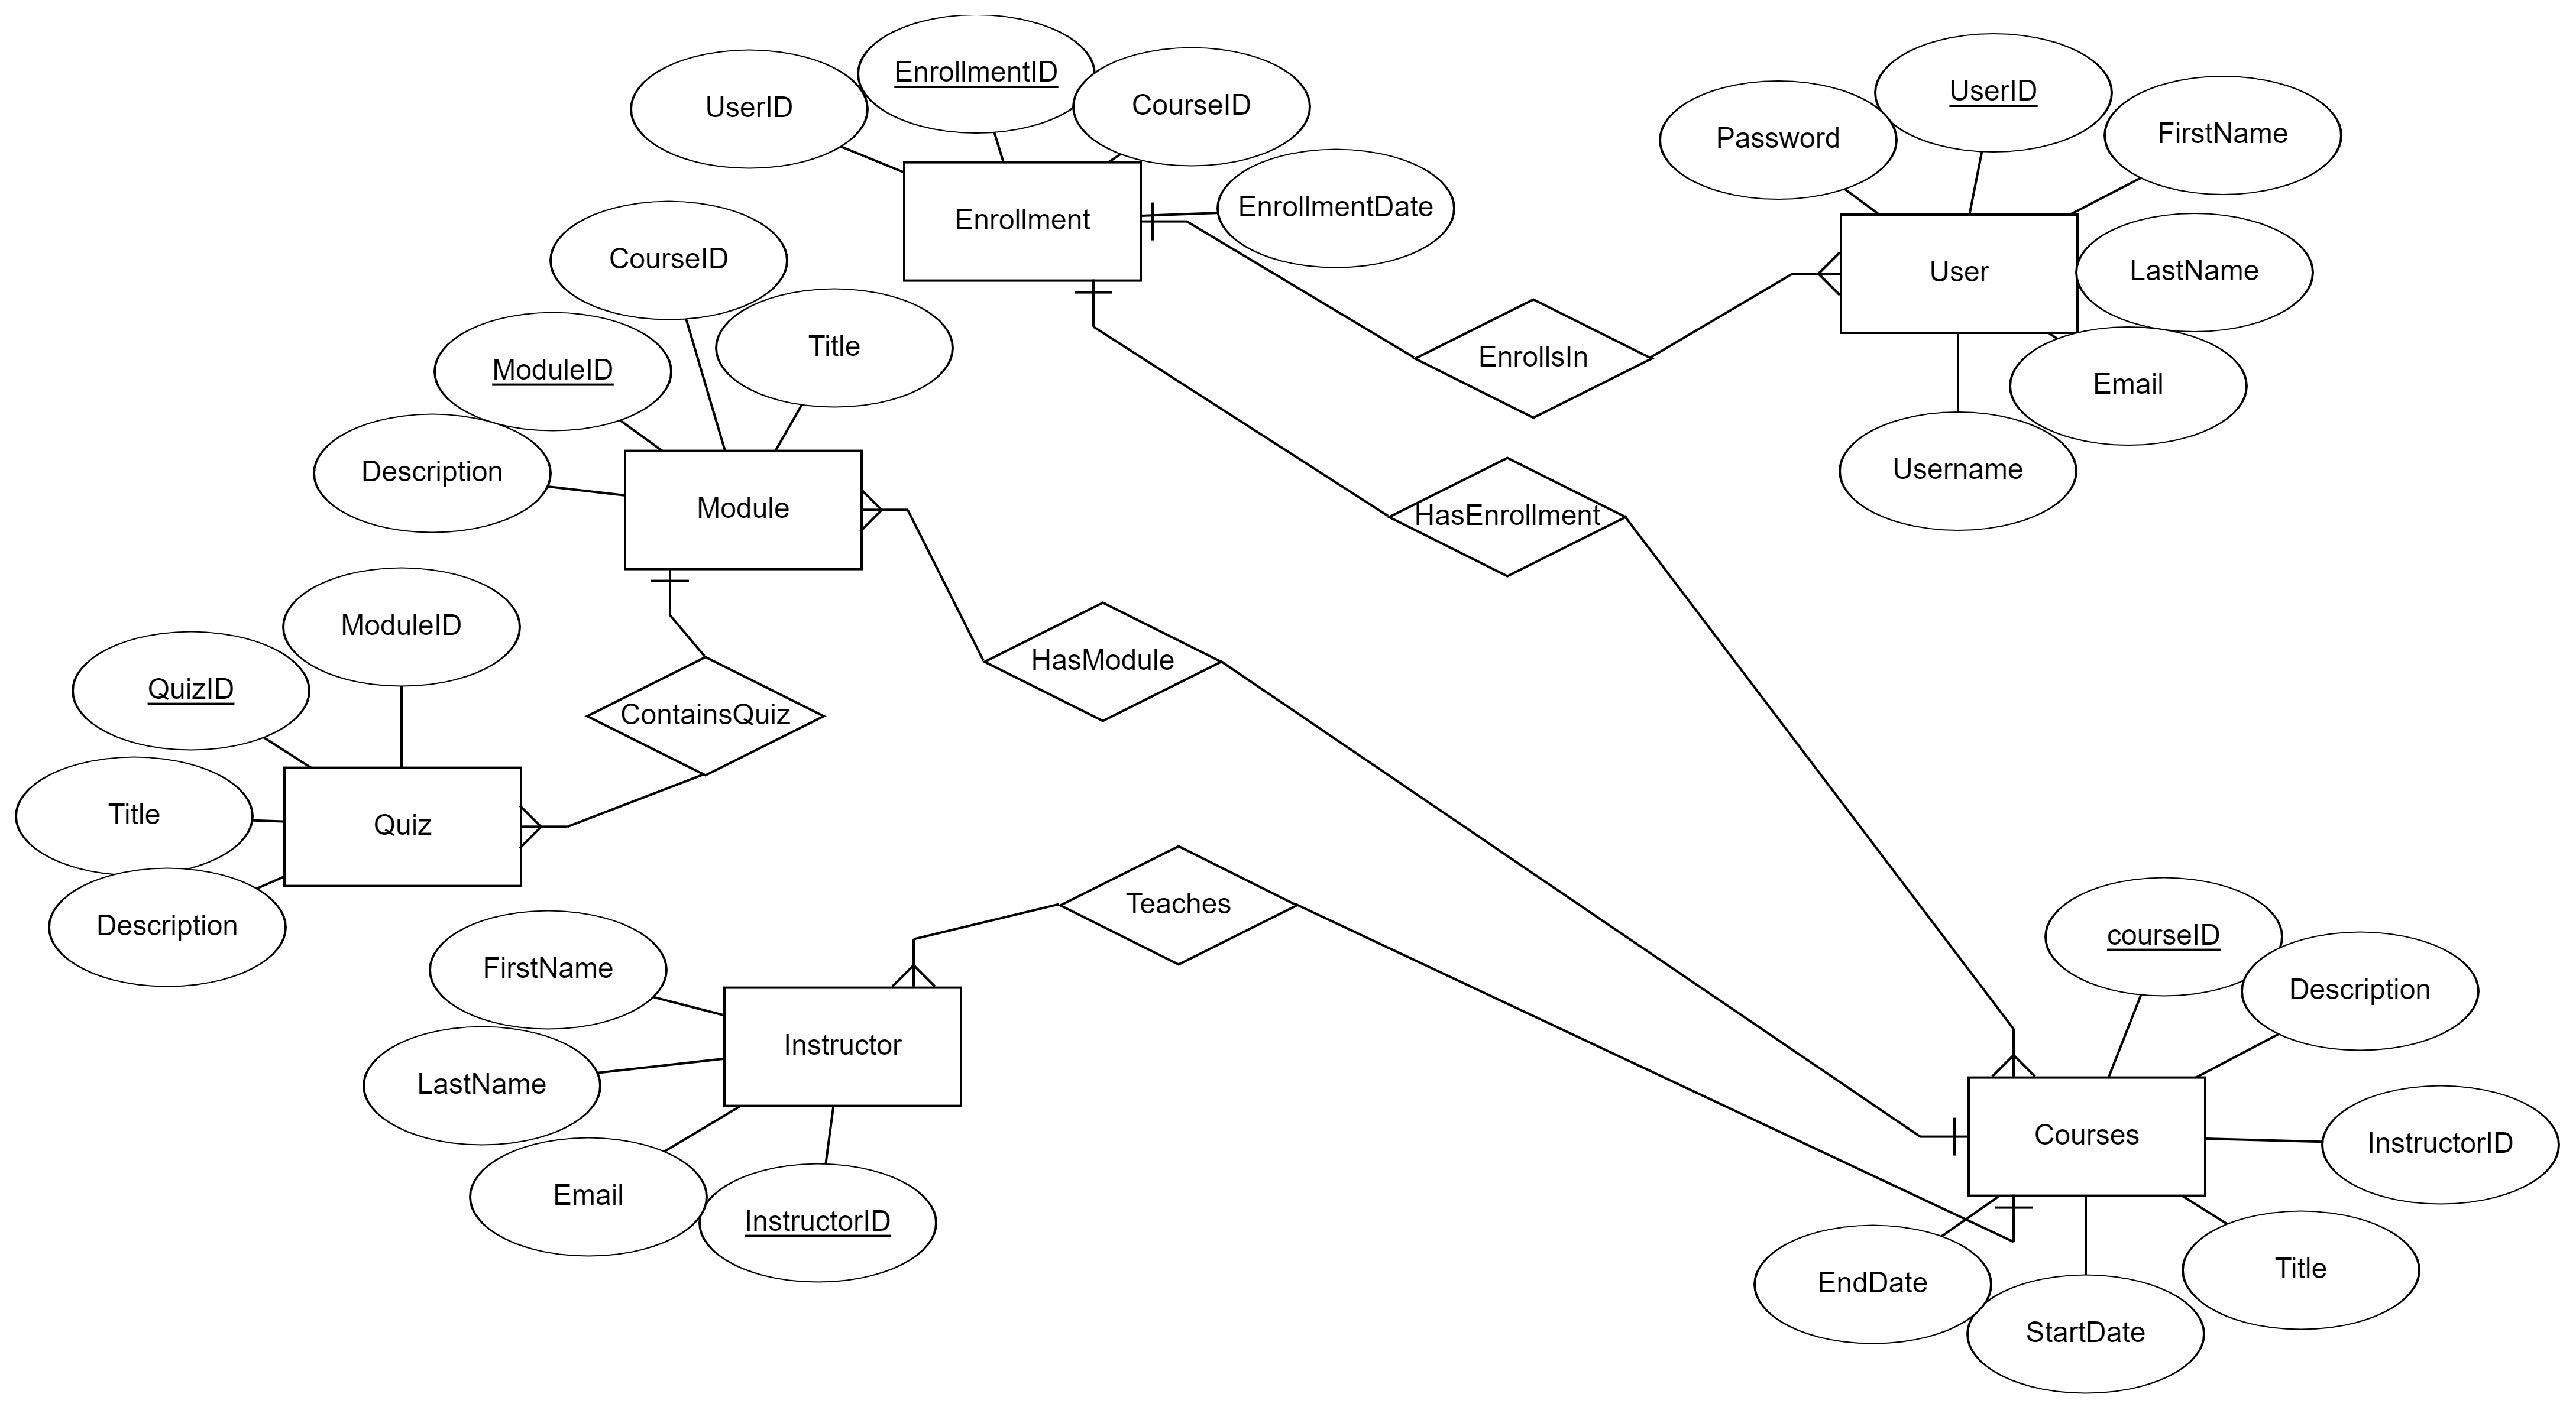 EnrollmentID
UserID
CourseID
EnrollmentDate
Enrollment
UserID
Password
FirstName
User
LastName
Email
Username
EnrollsIn
HasEnrollment
CourseID
Title
ModuleID
Description
Module
ModuleID
QuizID
Title
Quiz
Description
ContainsQuiz
HasModule
Teaches
FirstName
LastName
Instructor
Email
InstructorID
courseID
Description
Courses
InstructorID
EndDate
StartDate
Title